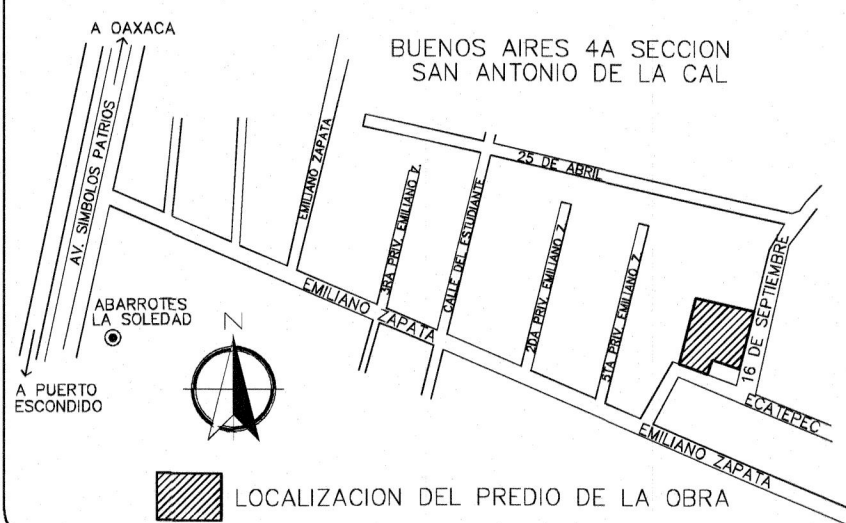 A OAXACA
BUENOS AIRES 4A SECCION
SAN ANTONIO DE LA CAL
AV. SIMBOLOS PATRIOS
EMILIANO ZAPATA
25 DE ABRIL
3RA PRIV. EMILIANO Z
CALLE DEL ESTUDIANTE
2DA PRIV. EMILIANO Z
5TA PRIV. EMILIANO Z
16 DE SEPTIEMBRE
EMILIANO ZAPATA
ABARROTES
LA SOLEDAD
N
A PUERTO
ESCONDIDO
ECATEPEC
EMILIANO ZAPATA
LOCALIZACION DEL PREDIO DE LA OBRA